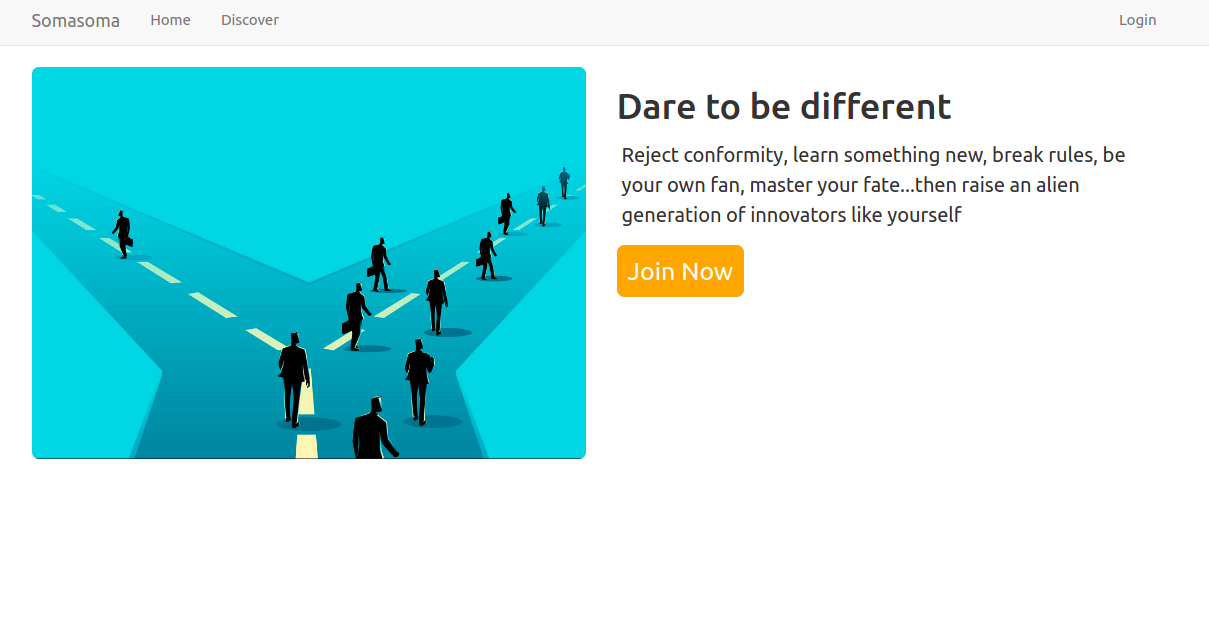 Somasoma Home Discover Login
Dare to be different
Reject conformity, learn something new, break rules, be
your own fan, master your fate...then raise an alien
generation of innovators like yourself
Join Now